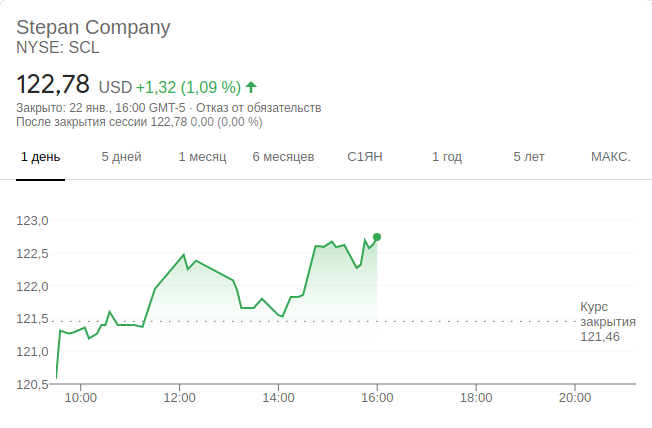 Stepan Company
NYSE: SCL
122,78 USD +1,32 (1,09 %)
Закрыто: 22 янв., 16:00 GMT-5 · Отказ от обязательств
После закрытия сессии 122,78 0,00 (0,00 %)
1 день 5 дней 1 месяц 6 месяцев С1ЯН 1 год 5 лет МАКС.
123,0
122,5
122,0
121,5
121,0
120,5
Курс
закрытия
121,46
10:00 12:00 14:00 16:00 18:00 20:00